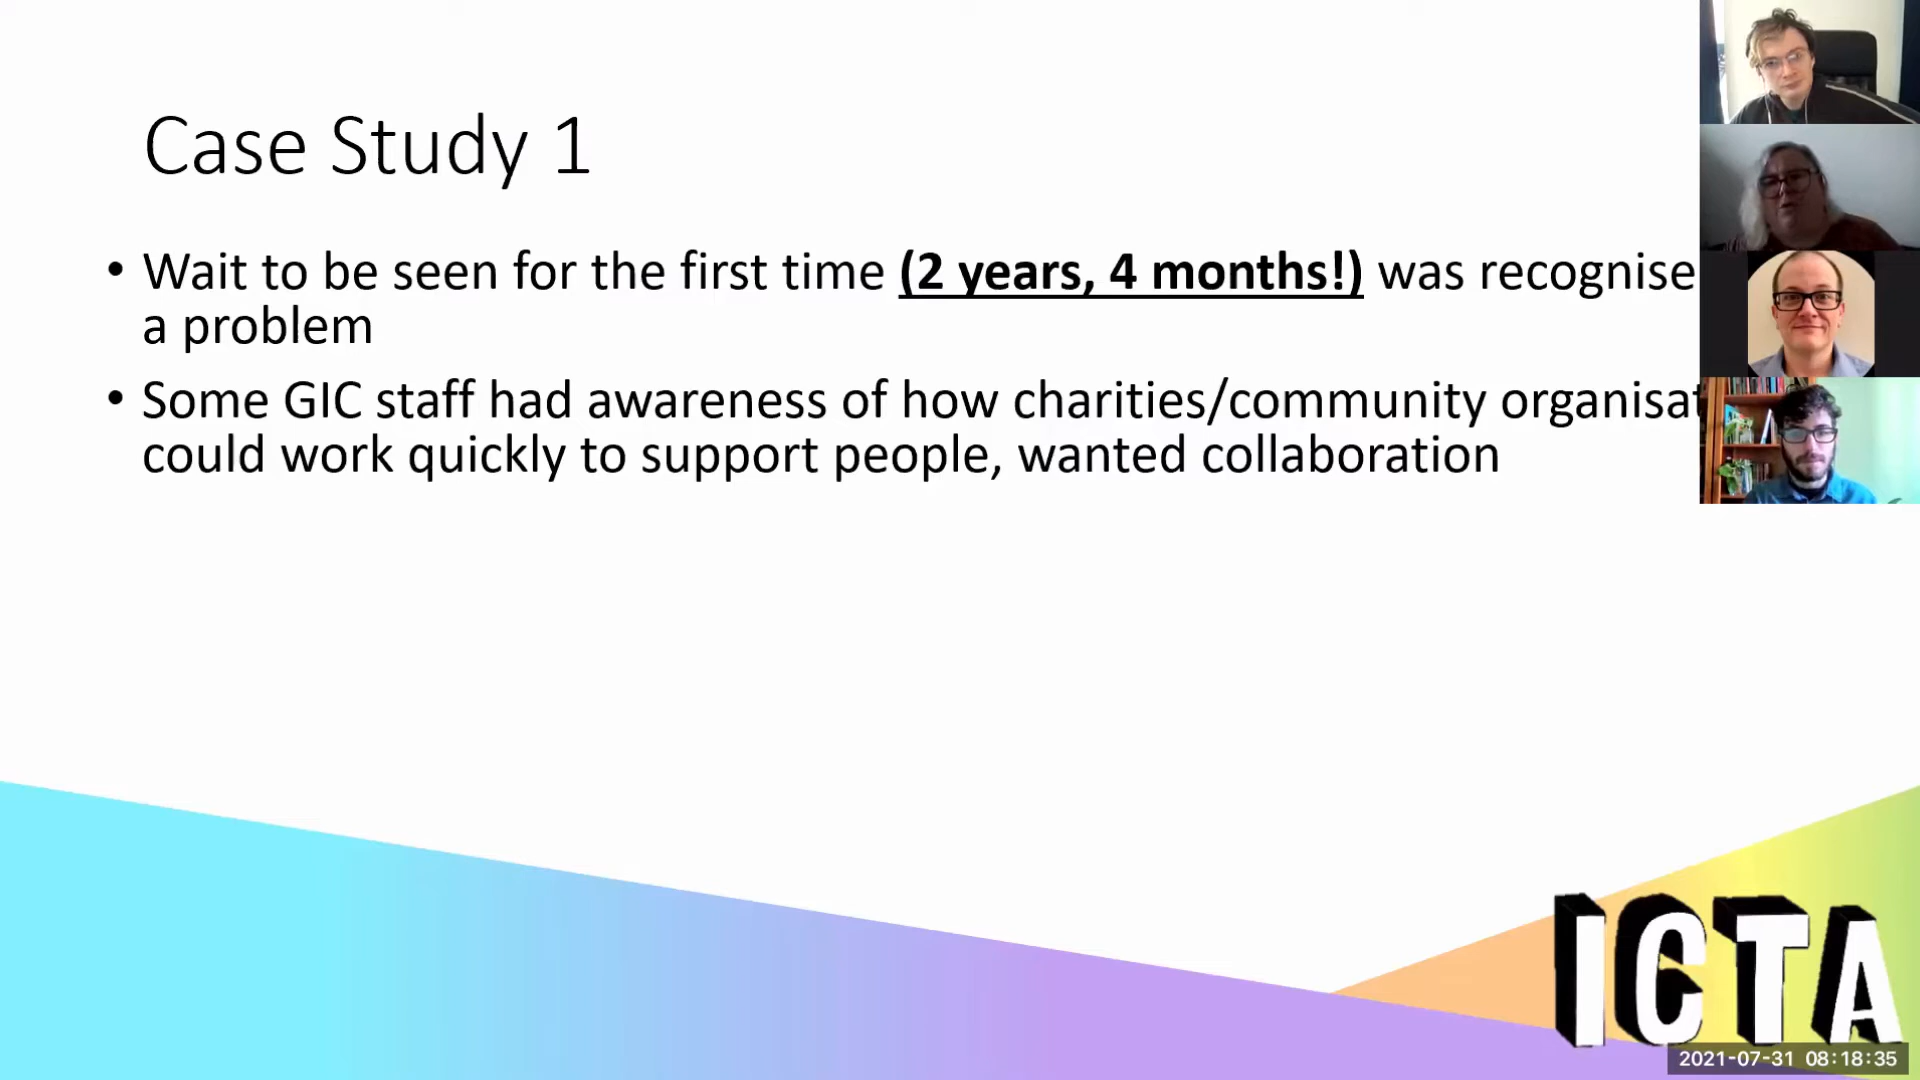 Case Study 1
• Wait to be seen for the first time (2 years, 4 months!) was recognise
a problem
• Some GIC staff had awareness of how charities/community organisat
could work quickly to support people, wanted collaboration
ICTA
2021-07-31 08:18:35